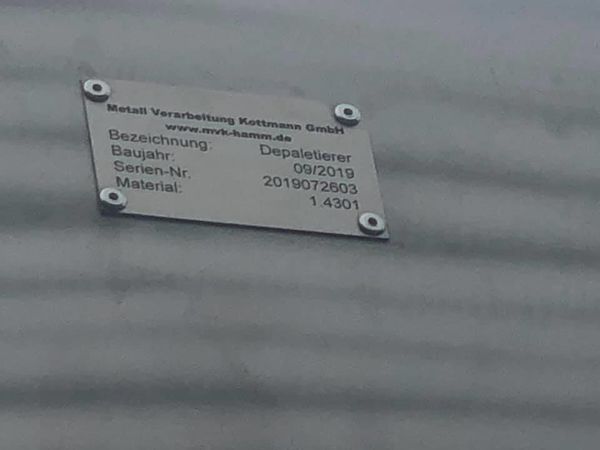 Metall Verarbeitung Kottmann GmbH
www.mvk-hamm.de
Bezeichnung: Depaletierer
Baujahr: 09/2019
Serien-Nr. 2019072603
Material: 1.4301